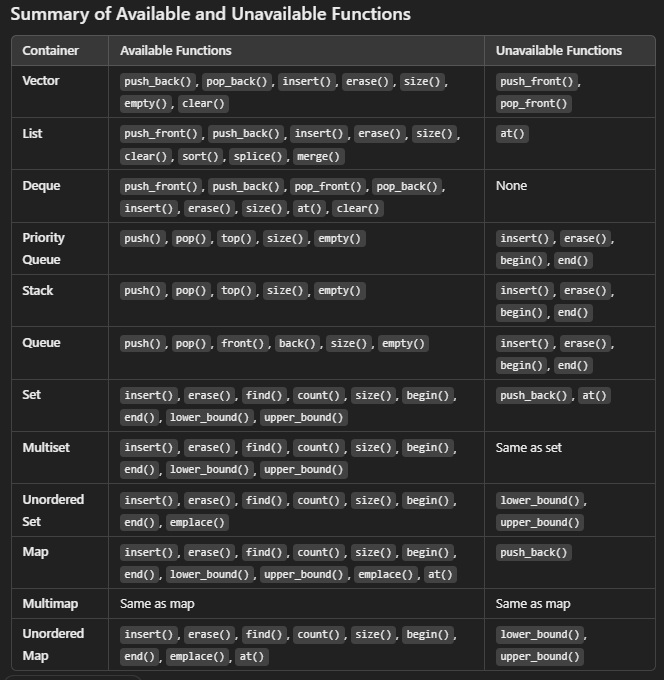 Summary of Available and Unavailable Functions
Container Available Functions Unavailable Functions
Vector push_back(), pop_back(), insert(), erase(), size(), push_front(),
empty(), clear() pop_front()
List push_front(), push_back(), insert(), erase(), size(), at()
clear(), sort(), splice(), merge()
Deque push_front(), push_back(), pop_front(), pop_back(), None
insert(), erase(), size(), at(), clear()
Priority push(), pop(), top(), size(), empty() insert(), erase(),
Queue begin(), end()
Stack push(), pop(), top(), size(), empty() insert(), erase(),
begin(), end()
Queue push(), pop(), front(), back(), size(), empty() insert(), erase(),
begin(), end()
Set insert(), erase(), find(), count(), size(), begin(), push_back(), at()
end(), lower_bound(), upper_bound()
Multiset insert(), erase(), find(), count(), size(), begin(), Same as set
end(), lower_bound(), upper_bound()
Unordered insert(), erase(), find(), count(), size(), begin(), lower_bound(),
Set end(), emplace() upper_bound()
Map insert(), erase(), find(), count(), size(), begin(), push_back()
end(), lower_bound(), upper_bound(), emplace(), at()
Multimap Same as map Same as map
Unordered insert(), erase(), find(), count(), size(), begin(), lower_bound(),
Map end(), emplace(), at() upper_bound()